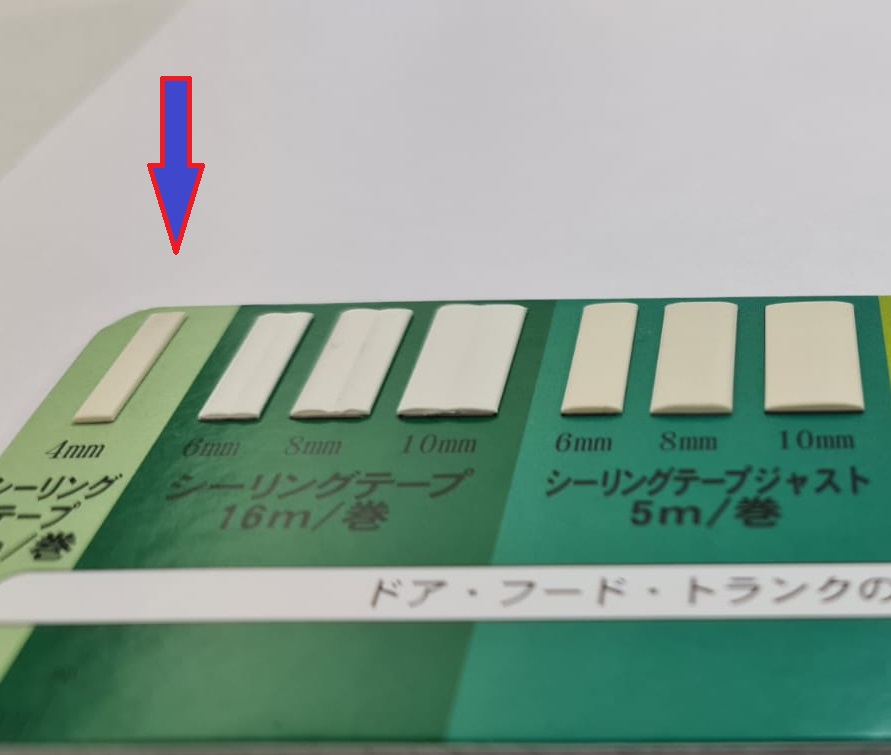 4mm
シーリング
テープ
/巻
6mm 8mm 10mm
シーリングテープ
16m/巻
6mm 8mm 10mm
シーリングテープジャスト
5m/巻
ドア・フード・トランクの